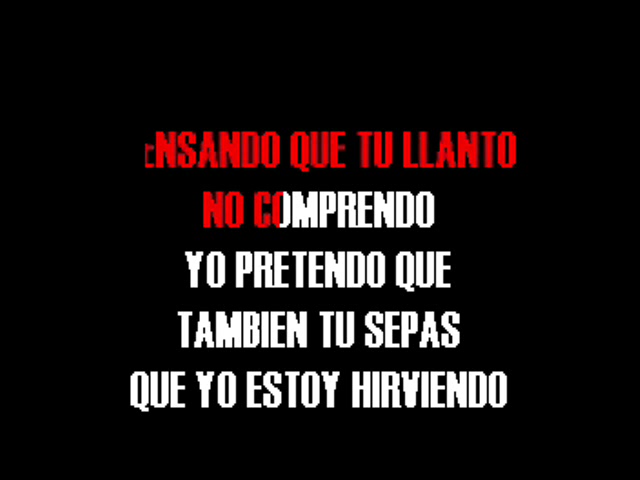 ENSANDO QUE TU LLANTO
NO COMPRENDO
YO PRETENDO QUE
TAMBIEN TU SEPAS
QUE YO ESTOY HIRVIENDO